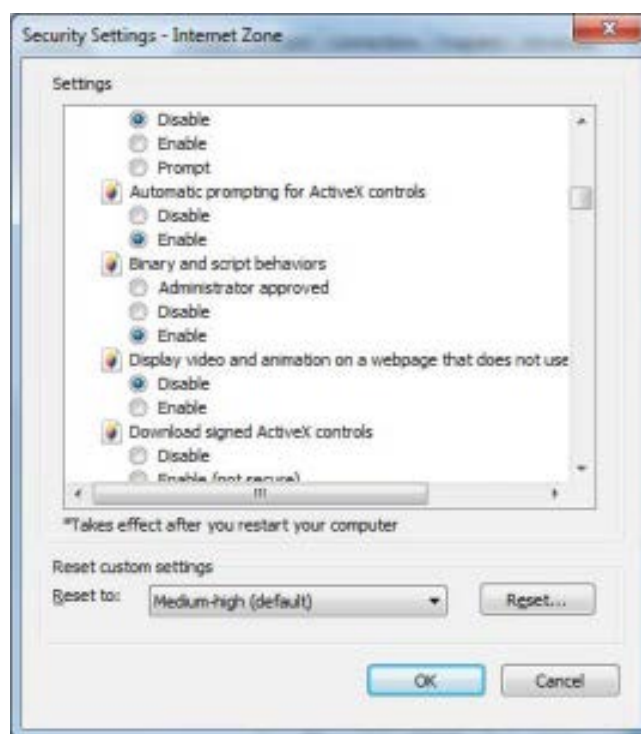 Security Settings - Internet Zone
Settings
Disable
Enable
Prompt
Automatic prompting for ActiveX controls
Disable
Enable
Binary and script behaviors
Administrator approved
Disable
Enable
Display video and animation on a webpage that does not use
Disable
Enable
Download signed ActiveX controls
Disable
Enable (not secure)
*Takes effect after you restart your computer
Reset custom settings
Reset to: Medium-high (default) Reset...
OK Cancel